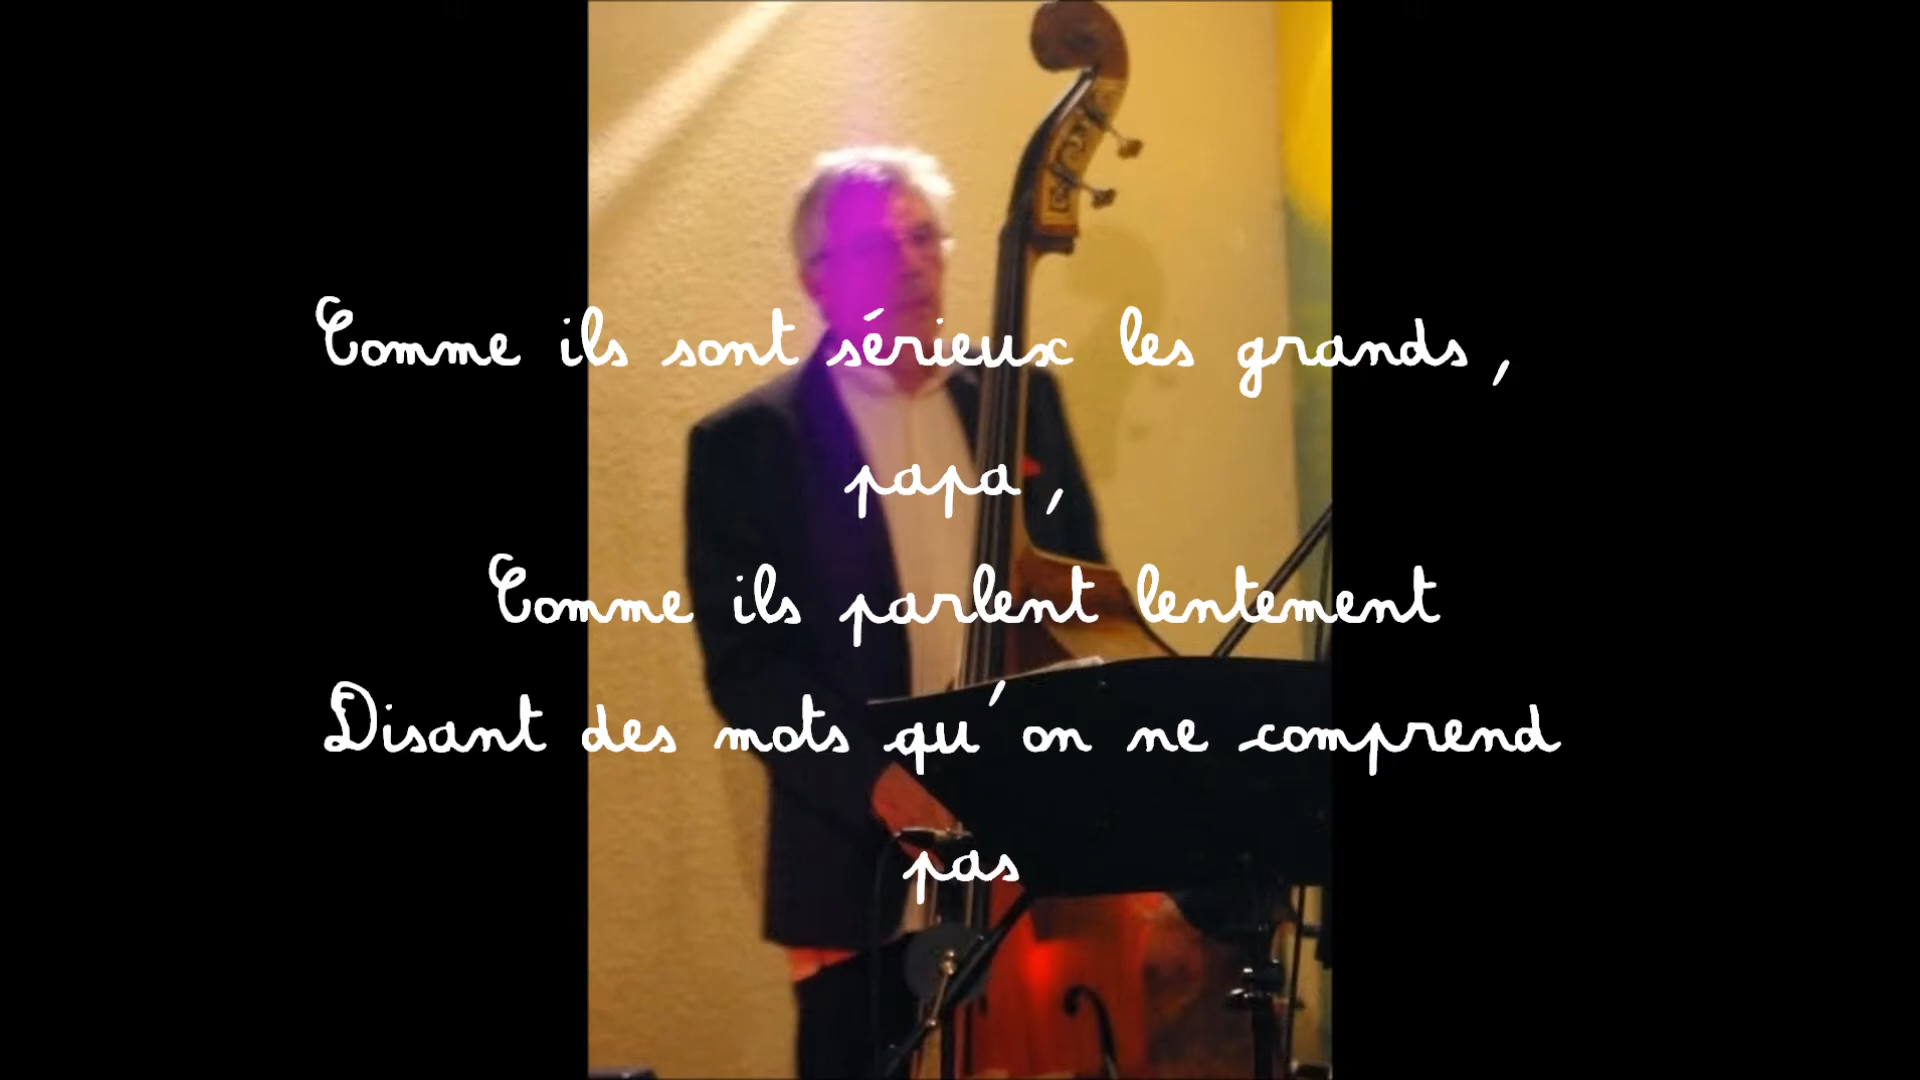 Comme ils sont sérieux les grands,
papa,
Comme ils parlent lentement
Disant des mots qu'on ne comprend
pas